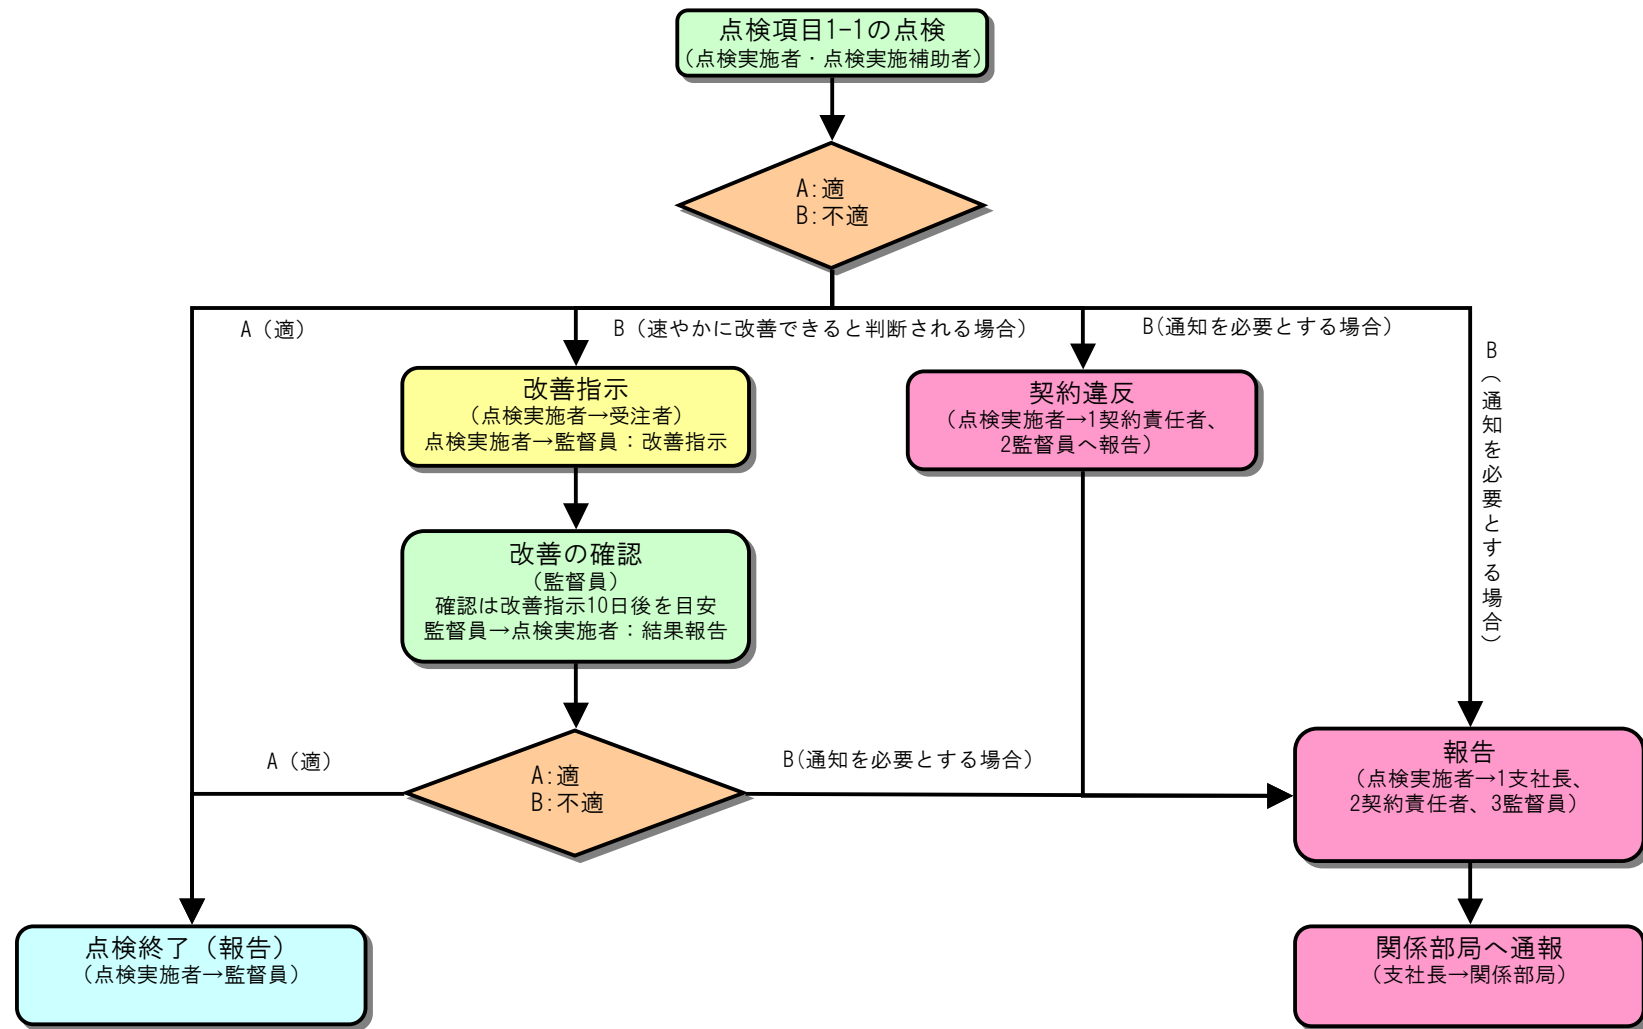 点検項目1-1の点検
（点検実施者・点検実施補助者）
A:適
B:不適
A（適）
B（速やかに改善できると判断される場合）
B(通知を必要とする場合)
B（通知を必要とする場合）
改善指示
（点検実施者→受注者）
点検実施者→監督員：改善指示
契約違反
（点検実施者→1契約責任者、
2監督員へ報告）
改善の確認
（監督員）
確認は改善指示10日後を目安
監督員→点検実施者：結果報告
A（適）
A:適
B:不適
B(通知を必要とする場合)
報告
（点検実施者→1支社長、
2契約責任者、3監督員）
点検終了（報告）
（点検実施者→監督員）
関係部局へ通報
（支社長→関係部局）